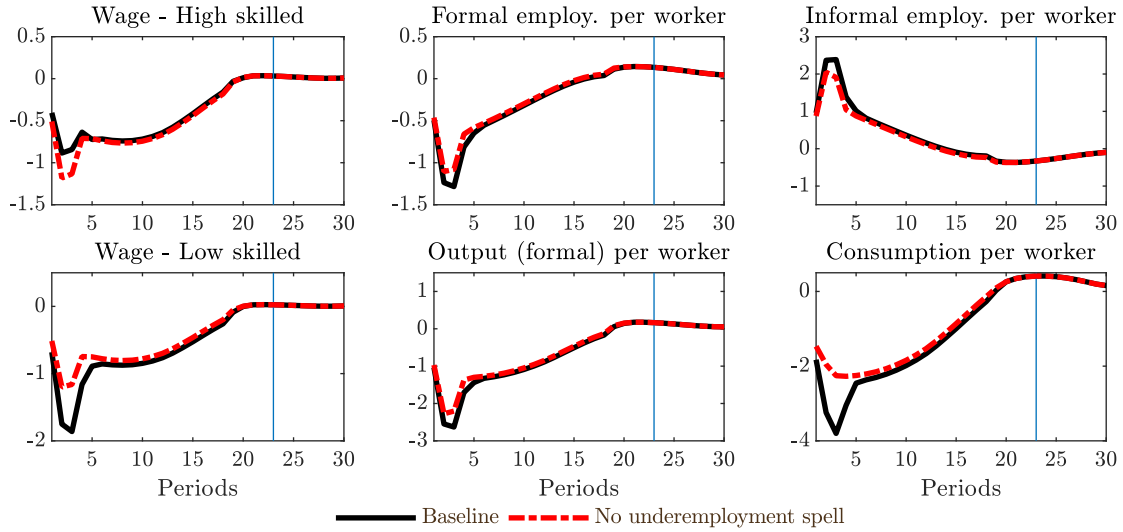 Wage - High skilled
0.5
0
-0.5
-1
-1.5
5 10 15 20 25 30
Formal employ. per worker
0.5
0
-0.5
-1
-1.5
5 10 15 20 25 30
Informal employ. per worker
3
2
1
0
-1
5 10 15 20 25 30
Wage - Low skilled
0
-1
-2
5 10 15 20 25 30
Periods
Output (formal) per worker
1
0
-1
-2
-3
5 10 15 20 25 30
Periods
Consumption per worker
0
-2
-4
5 10 15 20 25 30
Periods
Baseline
No underemployment spell